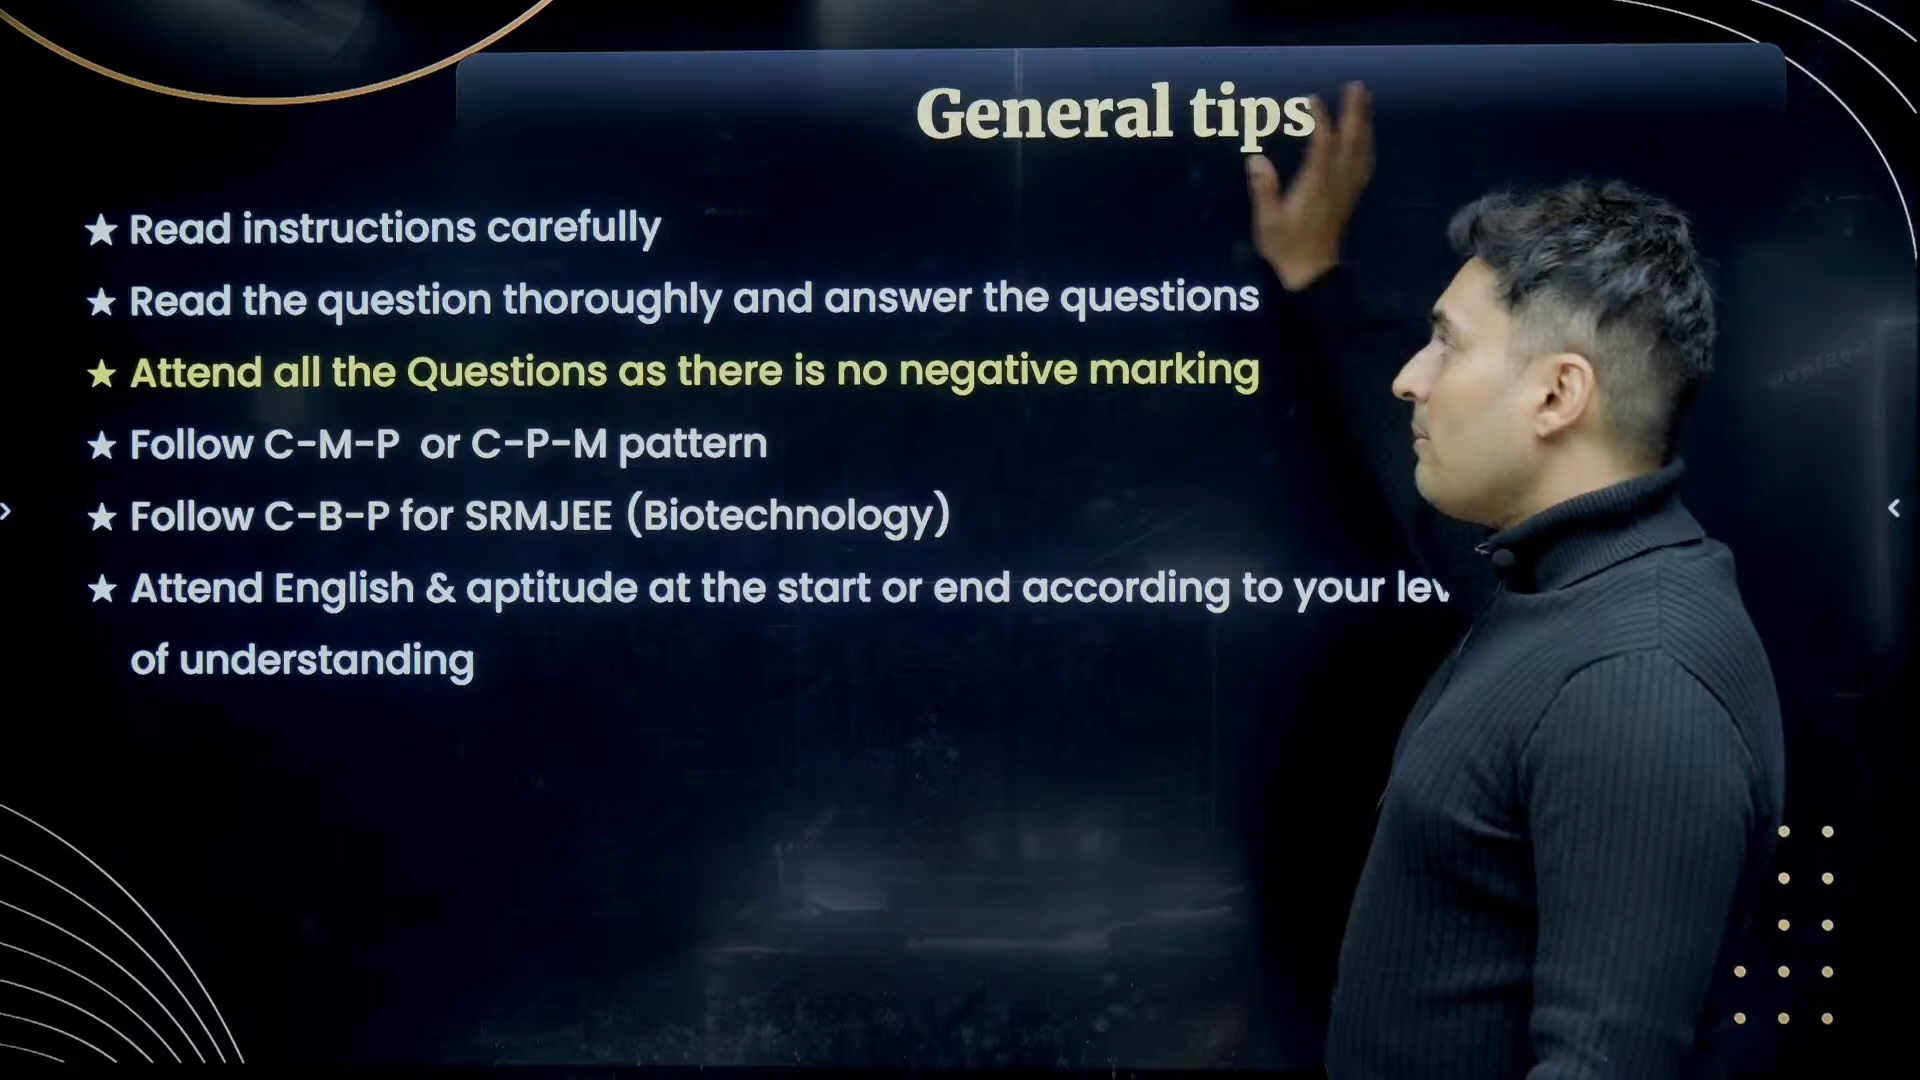 General tips
★ Read instructions carefully
★ Read the question thoroughly and answer the questions
★ Attend all the Questions as there is no negative marking
★ Follow C-M-P or C-P-M pattern
★ Follow C-B-P for SRMJEE (Biotechnology)
★ Attend English & aptitude at the start or end according to your
of understanding